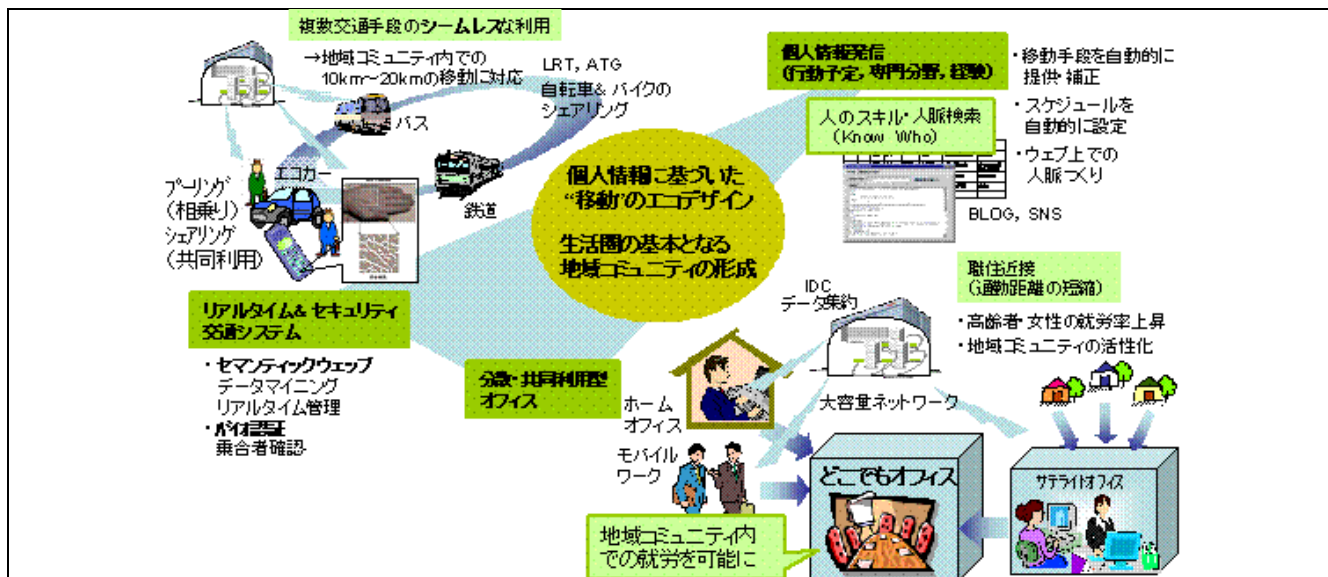 複数交通手段のシームレスな利用
→地域コミュニティ内での
10km～20kmの移動に対応
LRT, ATG
自転車& バイクの
シェアリング
バス
エコカー
鉄道
プーリング
(相乗り)
シェアリング
(共同利用)
リアルタイム& セキュリティ
交通システム
・セマンティックウェッブ
データマイニング
リアルタイム管理
・バイオ認証
乗合者確認
個人情報に基づいた
“移動”のエコデザイン
生活圏の基本となる
地域コミュニティの形成
個人情報発信
(行動予定, 専門分野, 経験)
人のスキル・人脈検索
(Know Who)
・移動手段を自動的に
提供・補正
・スケジュールを
自動的に設定
・ウェブ上での
人脈づくり
BLOG, SNS
分散・共同利用型
オフィス
ホーム
オフィス
モバイル
ワーク
IDC
データ集約
大容量ネットワーク
職住近接
(通勤距離の短縮)
・高齢者・女性の就労率上昇
・地域コミュニティの活性化
どこでもオフィス
サテライトオフィス
地域コミュニティ内
での就労を可能に